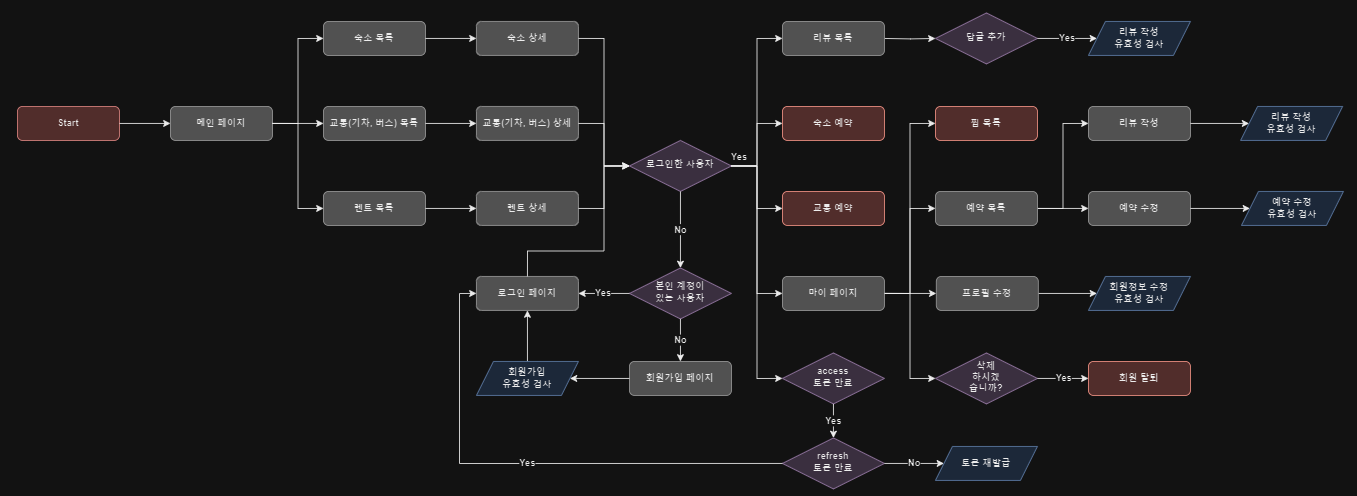 숙소 목록
숙소 상세
리뷰 목록
답글 추가
Yes
리뷰 작성
유효성 검사
Start
메인 페이지
교통(기차, 버스) 목록
교통(기차, 버스) 상세
숙소 예약
찜 목록
리뷰 작성
리뷰 작성
유효성 검사
로그인한 사용자
Yes
렌트 목록
렌트 상세
교통 예약
예약 목록
예약 수정
예약 수정
유효성 검사
No
로그인 페이지
Yes
본인 계정이
있는 사용자
마이 페이지
프로필 수정
회원정보 수정
유효성 검사
No
회원가입
유효성 검사
회원가입 페이지
access
토큰 만료
삭제
하시겠
습니까?
Yes
회원 탈퇴
Yes
Yes
refresh
토큰 만료
No
토큰 재발급